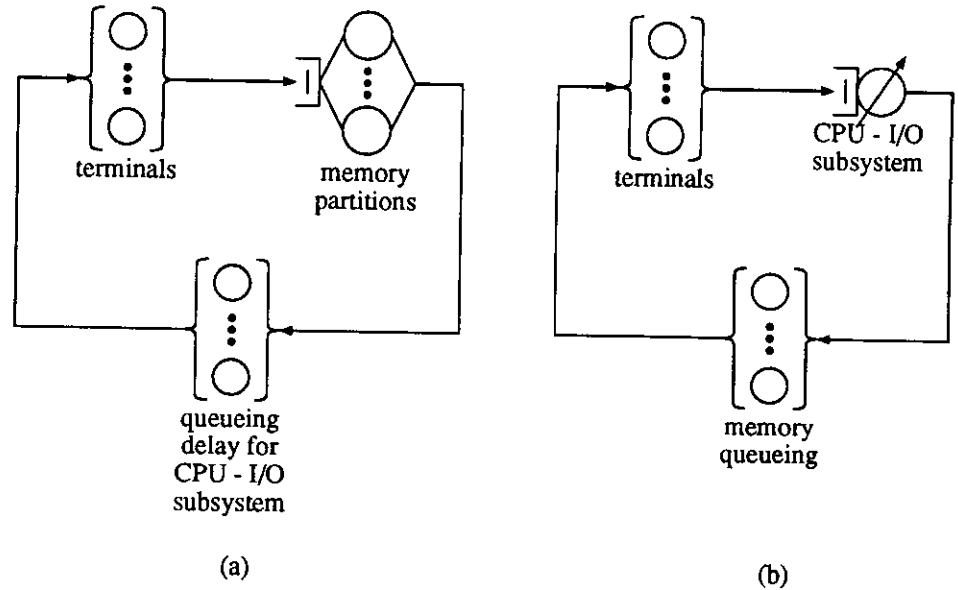 terminals
memory
partitions
queueing
delay for
CPU - I/O
subsystem
(a)
terminals
CPU - I/O
subsystem
memory
queueing
(b)